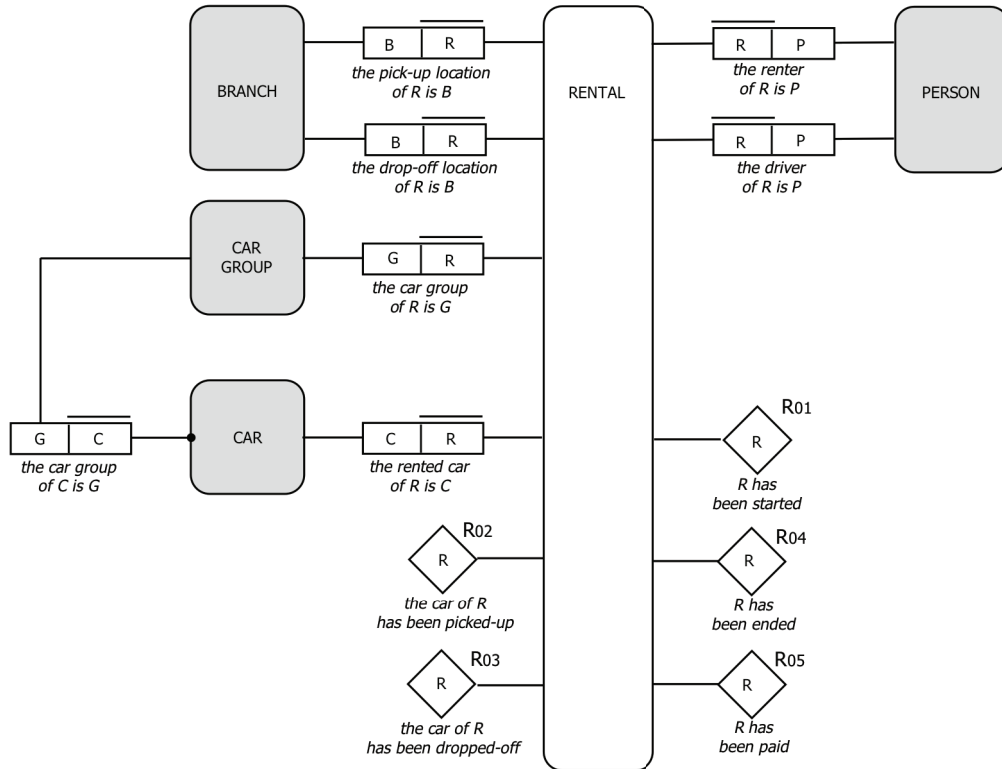 B R
the pick-up location
of R is B
BRANCH
B R
the drop-off location
of R is B
RENTAL
R P
the renter
of R is P
R P
the driver
of R is P
PERSON
CAR
GROUP
G R
the car group
of R is G
G C
the car group
of C is G
CAR
C R
the rented car
of R is C
R01
R
R has
been started
R02
R
the car of R
has been picked-up
R04
R
R has
been ended
R03
R
the car of R
has been dropped-off
R05
R
R has
been paid